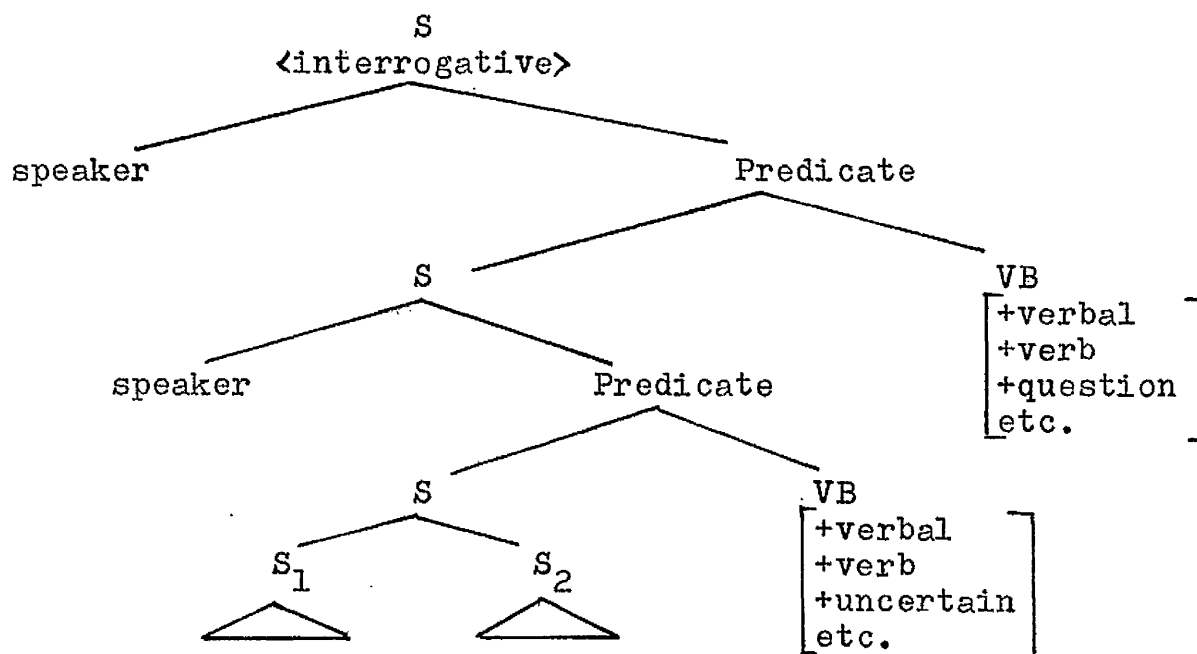 S
<interrogative>
speaker Predicate
S VB
+verbal
+verb
speaker Predicate +question
etc.
S VB
+verbal
S₁ S₂ +verb
+uncertain
etc.